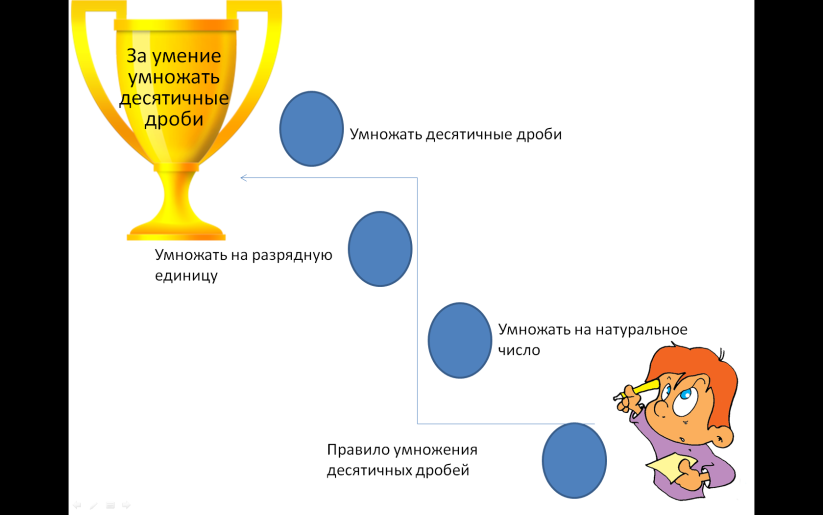 За умение
умножать
десятичные
дроби
Умножать десятичные дроби
Умножать на разрядную
единицу
Умножать на натуральное
число
Правило умножения
десятичных дробей